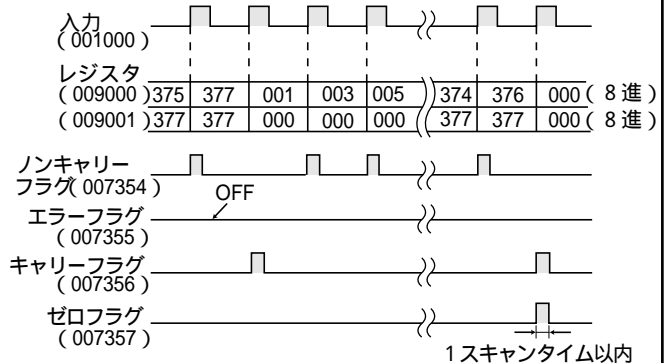 入力
(001000)
レジスタ
(009000) 375 377 001 003 005 374 376 000 (8進)
(009001) 377 377 000 000 000 377 377 000 (8進)
ノンキャリー
フラグ(007354)
OFF
エラーフラグ
(007355)
キャリーフラグ
(007356)
ゼロフラグ
(007357)
1スキャンタイム以内